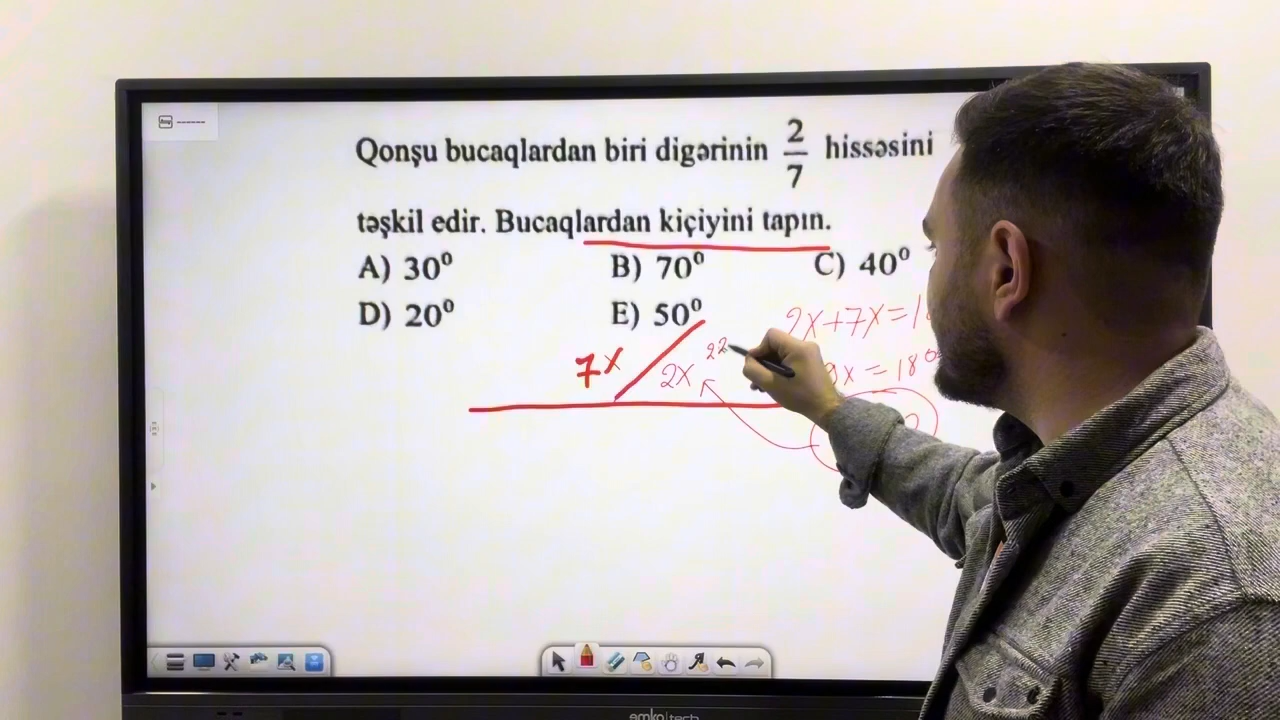 Qonşu bucaqlardan biri digərinin 2/7 hissəsini
təşkil edir. Bucaqlardan kiçiyini tapın.
A) 30⁰ B) 70⁰ C) 40⁰
D) 20⁰ E) 50⁰
2x+7x=1
7x 2x
9x=180